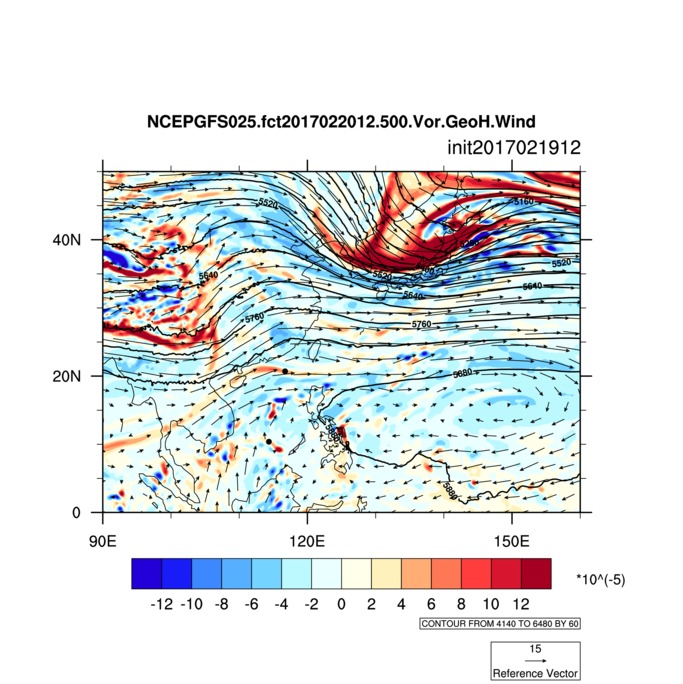 NCEPGFS025.fct2017022012.500.Vor.GeoH.Wind
init2017021912
5520
5160
40N
5640
5520
5640
5640
5760
5760
20N
5880
5880
0
90E 120E 150E
-12 -10 -8 -6 -4 -2 0 2 4 6 8 10 12
*10^(-5)
CONTOUR FROM 4140 TO 6480 BY 60
15
Reference Vector